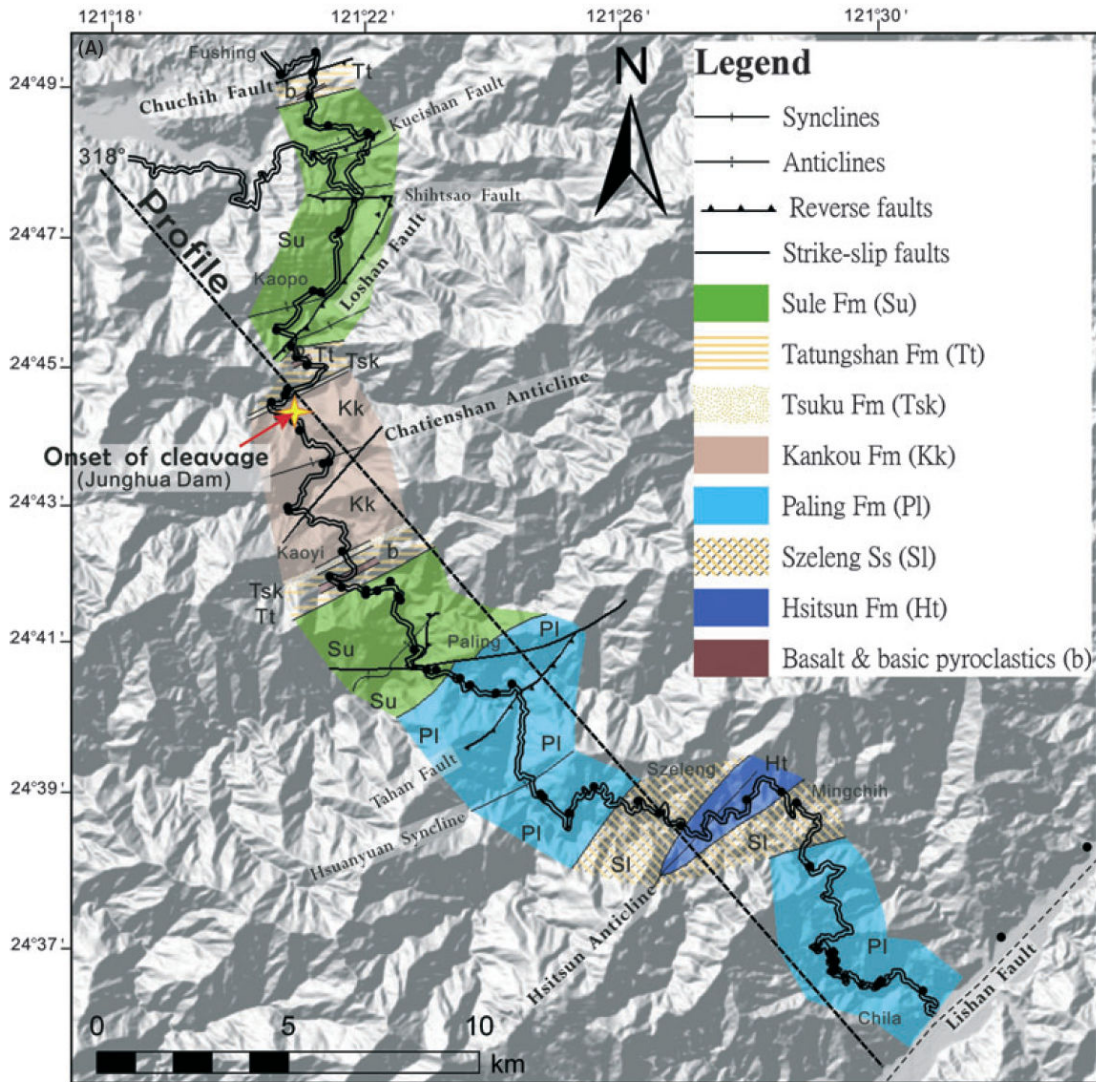 121°18'
121°22'
121°26'
121°30'
(A)
24°49'
24°47'
24°45'
24°43'
24°41'
24°39'
24°37'
Fushing
Tt
Chuchih Fault
b
Kueishan Fault
318°
Profile
Shihtsao Fault
Su
Loshan Fault
Kaopo
Tt
Tsk
Kk
Chatienshan Anticline
Onset of cleavage
(Junghua Dam)
Kk
Kaoyi
b
Tsk
Tt
Paling
Pl
Su
Su
Pl
Pl
Tahan Fault
Szeleng
Ht
Mingchih
Hsuanyuan Syncline
Pl
Sl
Sl
Hsitsun Anticline
Pl
Chila
Lishan Fault
N
Legend
Synclines
Anticlines
Reverse faults
Strike-slip faults
Sule Fm (Su)
Tatungshan Fm (Tt)
Tsuku Fm (Tsk)
Kankou Fm (Kk)
Paling Fm (Pl)
Szeleng Ss (Sl)
Hsitsun Fm (Ht)
Basalt & basic pyroclastics (b)
0 5 10
km